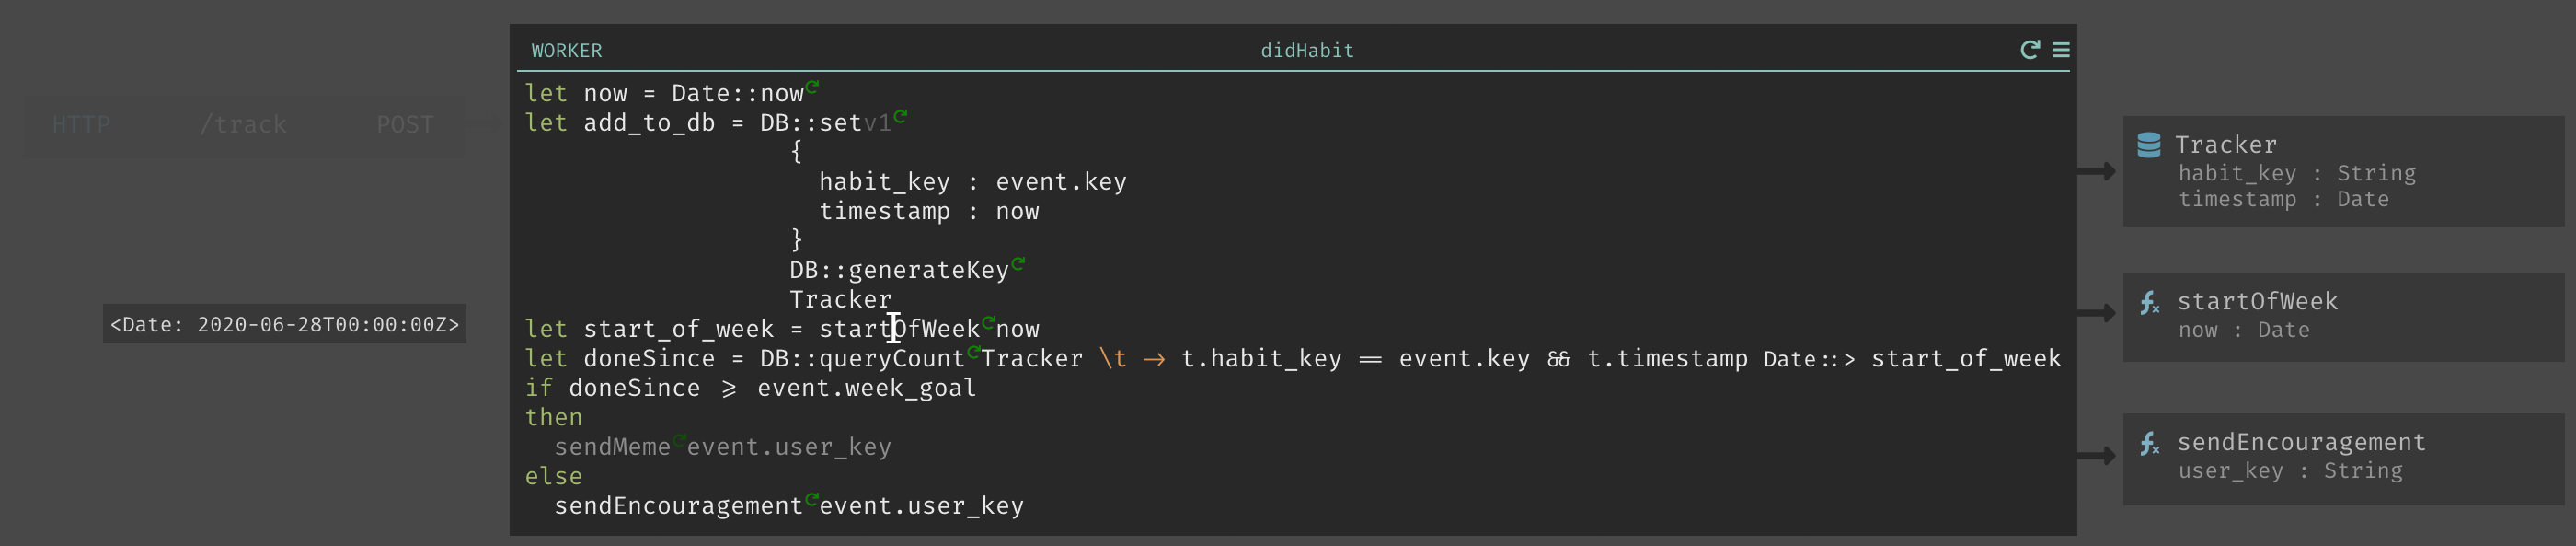 HTTP /track POST
<Date: 2020-06-28T00:00:00Z>
WORKER didHabit
let now = Date::now
let add_to_db = DB::setv1
{
habit_key : event.key
timestamp : now
}
DB::generateKey
Tracker
let start_of_week = startOfWeek now
let doneSince = DB::queryCount Tracker \t -> t.habit_key == event.key && t.timestamp Date::> start_of_week
if doneSince >= event.week_goal
then
sendMeme event.user_key
else
sendEncouragement event.user_key
Tracker
habit_key : String
timestamp : Date
startOfWeek
now : Date
sendEncouragement
user_key : String